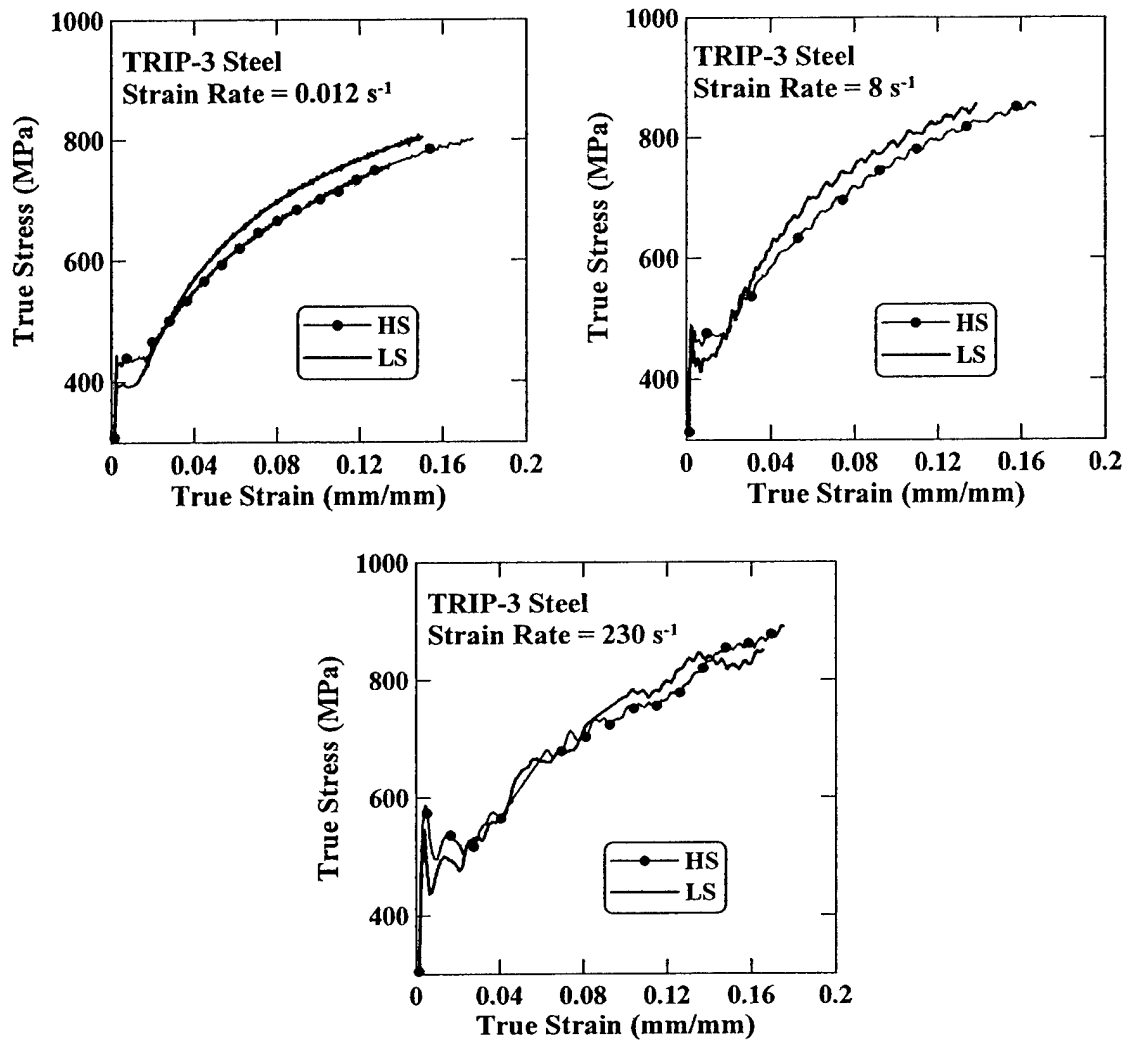 1000
800
600
400
True Stress (MPa)
TRIP-3 Steel
Strain Rate = 0.012 s-1
HS
LS
0 0.04 0.08 0.12 0.16 0.2
True Strain (mm/mm)
1000
800
600
400
True Stress (MPa)
TRIP-3 Steel
Strain Rate = 8 s-1
HS
LS
0 0.04 0.08 0.12 0.16 0.2
True Strain (mm/mm)
1000
800
600
400
True Stress (MPa)
TRIP-3 Steel
Strain Rate = 230 s-1
HS
LS
0 0.04 0.08 0.12 0.16 0.2
True Strain (mm/mm)